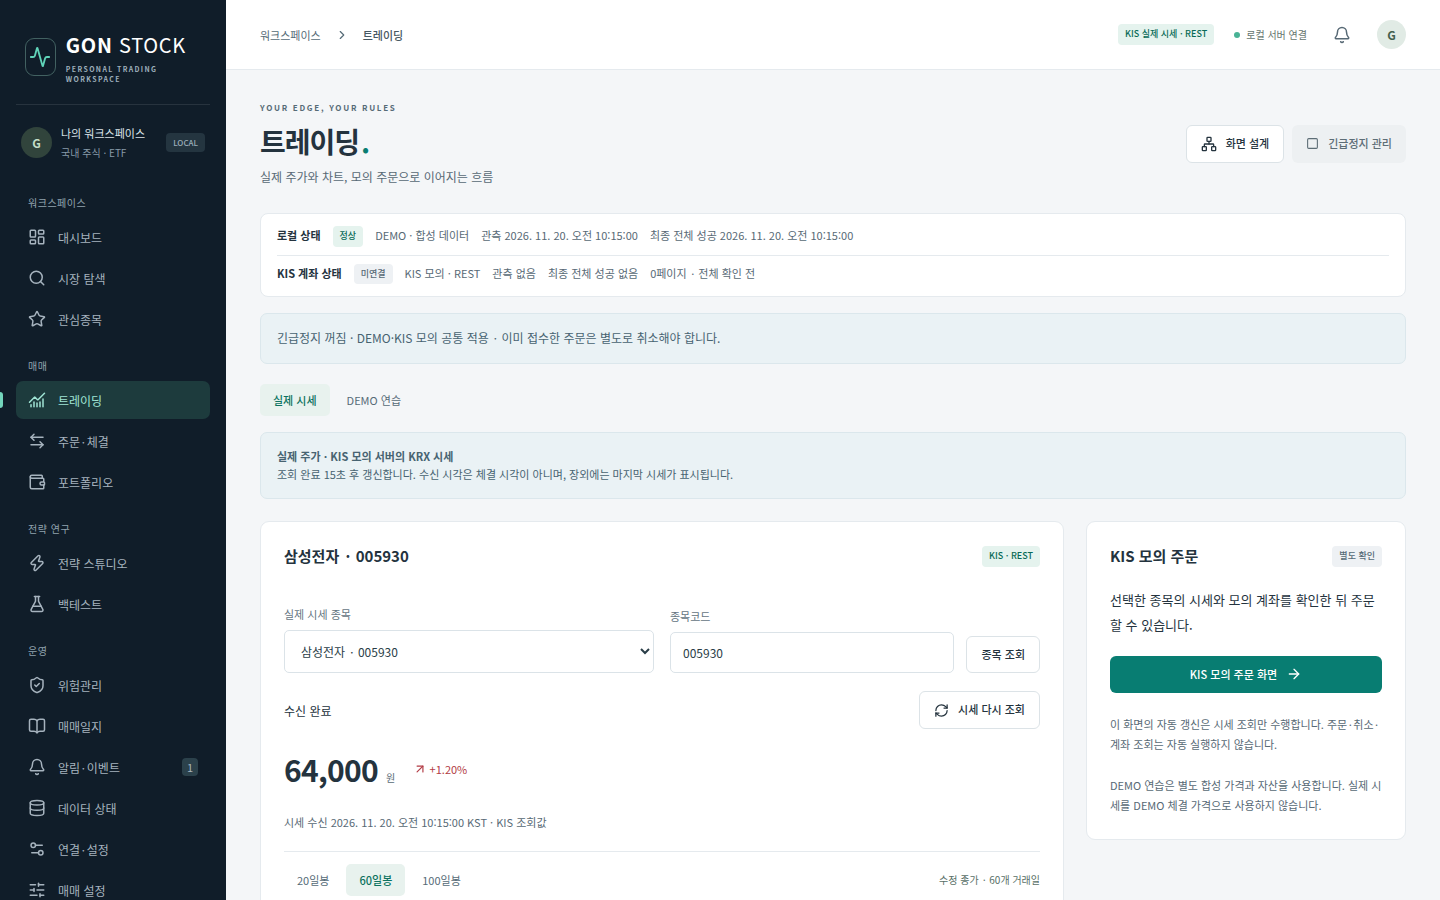 GON STOCK
PERSONAL TRADING
WORKSPACE
G
나의 워크스페이스
국내 주식 · ETF
LOCAL
워크스페이스
대시보드
시장 탐색
관심종목
매매
트레이딩
주문·체결
포트폴리오
전략 연구
전략 스튜디오
백테스트
운영
위험관리
매매일지
알림·이벤트
1
데이터 상태
연결·설정
매매 설정
워크스페이스
트레이딩
KIS 실제 시세 · REST
로컬 서버 연결
G
YOUR EDGE, YOUR RULES
트레이딩.
실제 주가와 차트, 모의 주문으로 이어지는 흐름
화면 설계
긴급정지 관리
로컬 상태 정상 DEMO · 합성 데이터 관측 2026. 11. 20. 오전 10:15:00 최종 전체 성공 2026. 11. 20. 오전 10:15:00
KIS 계좌 상태 미연결 KIS 모의 · REST 관측 없음 최종 전체 성공 없음 0페이지 · 전체 확인 전
긴급정지 꺼짐 · DEMO·KIS 모의 공통 적용 · 이미 접수한 주문은 별도로 취소해야 합니다.
실제 시세
DEMO 연습
실제 주가 · KIS 모의 서버의 KRX 시세
조회 완료 15초 후 갱신합니다. 수신 시각은 체결 시각이 아니며, 장외에는 마지막 시세가 표시됩니다.
삼성전자 · 005930
KIS · REST
실제 시세 종목
삼성전자 · 005930
종목코드
005930
종목 조회
수신 완료
시세 다시 조회
64,000 원
+1.20%
시세 수신 2026. 11. 20. 오전 10:15:00 KST · KIS 조회값
20일봉
60일봉
100일봉
수정 종가 · 60개 거래일
KIS 모의 주문
별도 확인
선택한 종목의 시세와 모의 계좌를 확인한 뒤 주문
할 수 있습니다.
KIS 모의 주문 화면
이 화면의 자동 갱신은 시세 조회만 수행합니다. 주문·취소·
계좌 조회는 자동 실행하지 않습니다.
DEMO 연습은 별도 합성 가격과 자산을 사용합니다. 실제 시
세를 DEMO 체결 가격으로 사용하지 않습니다.